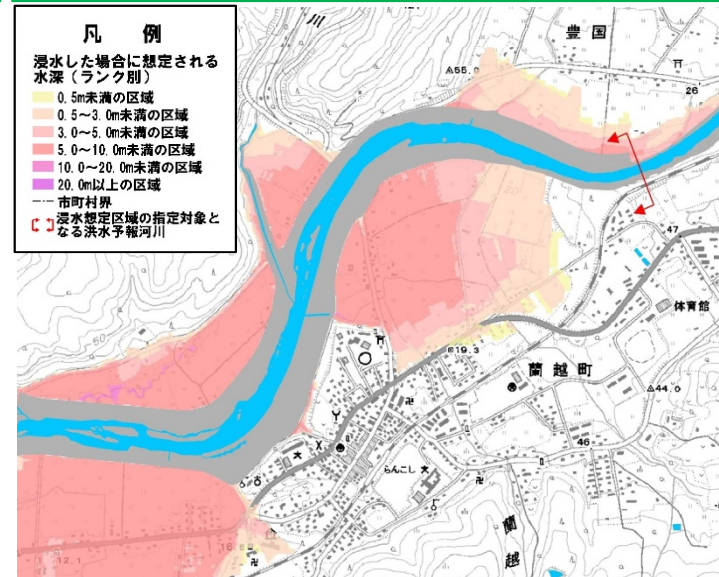 凡 例
浸水した場合に想定される
水深(ランク別)
0.5m未満の区域
0.5～3.0m未満の区域
3.0～5.0m未満の区域
5.0～10.0m未満の区域
10.0～20.0m未満の区域
20.0m以上の区域
市町村界
浸水想定区域の指定対象と
なる洪水予報河川
川
豊国
55.0
26
47
体育館
19.3
蘭越町
44.0
46
らんこし
蘭越
12.1
50